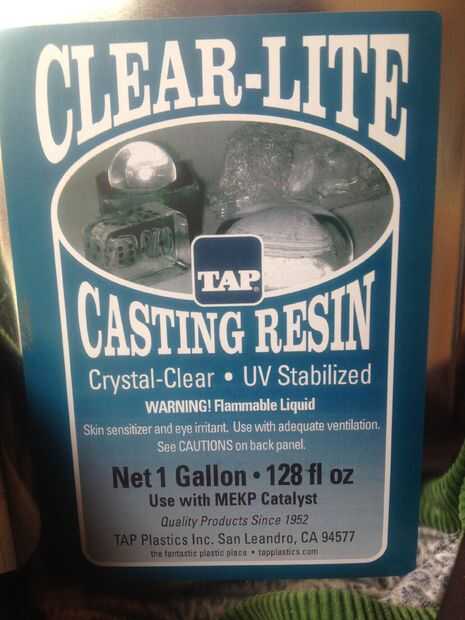 CLEAR-LITE
TAP®
CASTING RESIN
Crystal-Clear • UV Stabilized
WARNING! Flammable Liquid
Skin sensitizer and eye irritant. Use with adequate ventilation.
See CAUTIONS on back panel.
Net 1 Gallon • 128 fl oz
Use with MEKP Catalyst
Quality Products Since 1952
TAP Plastics Inc. San Leandro, CA 94577
the fantastic plastic place • tapplastics.com